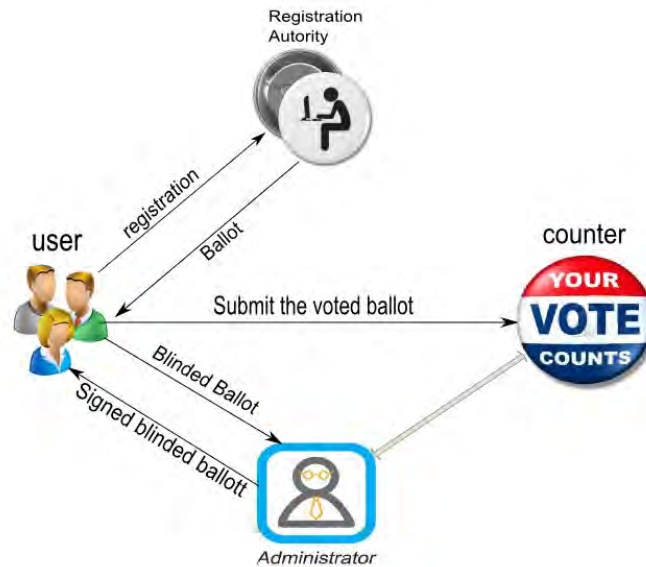 Registration
Autority
registration
Ballot
user
counter
Submit the voted ballot
YOUR
VOTE
COUNTS
Blinded Ballot
Signed blinded ballott
Administrator